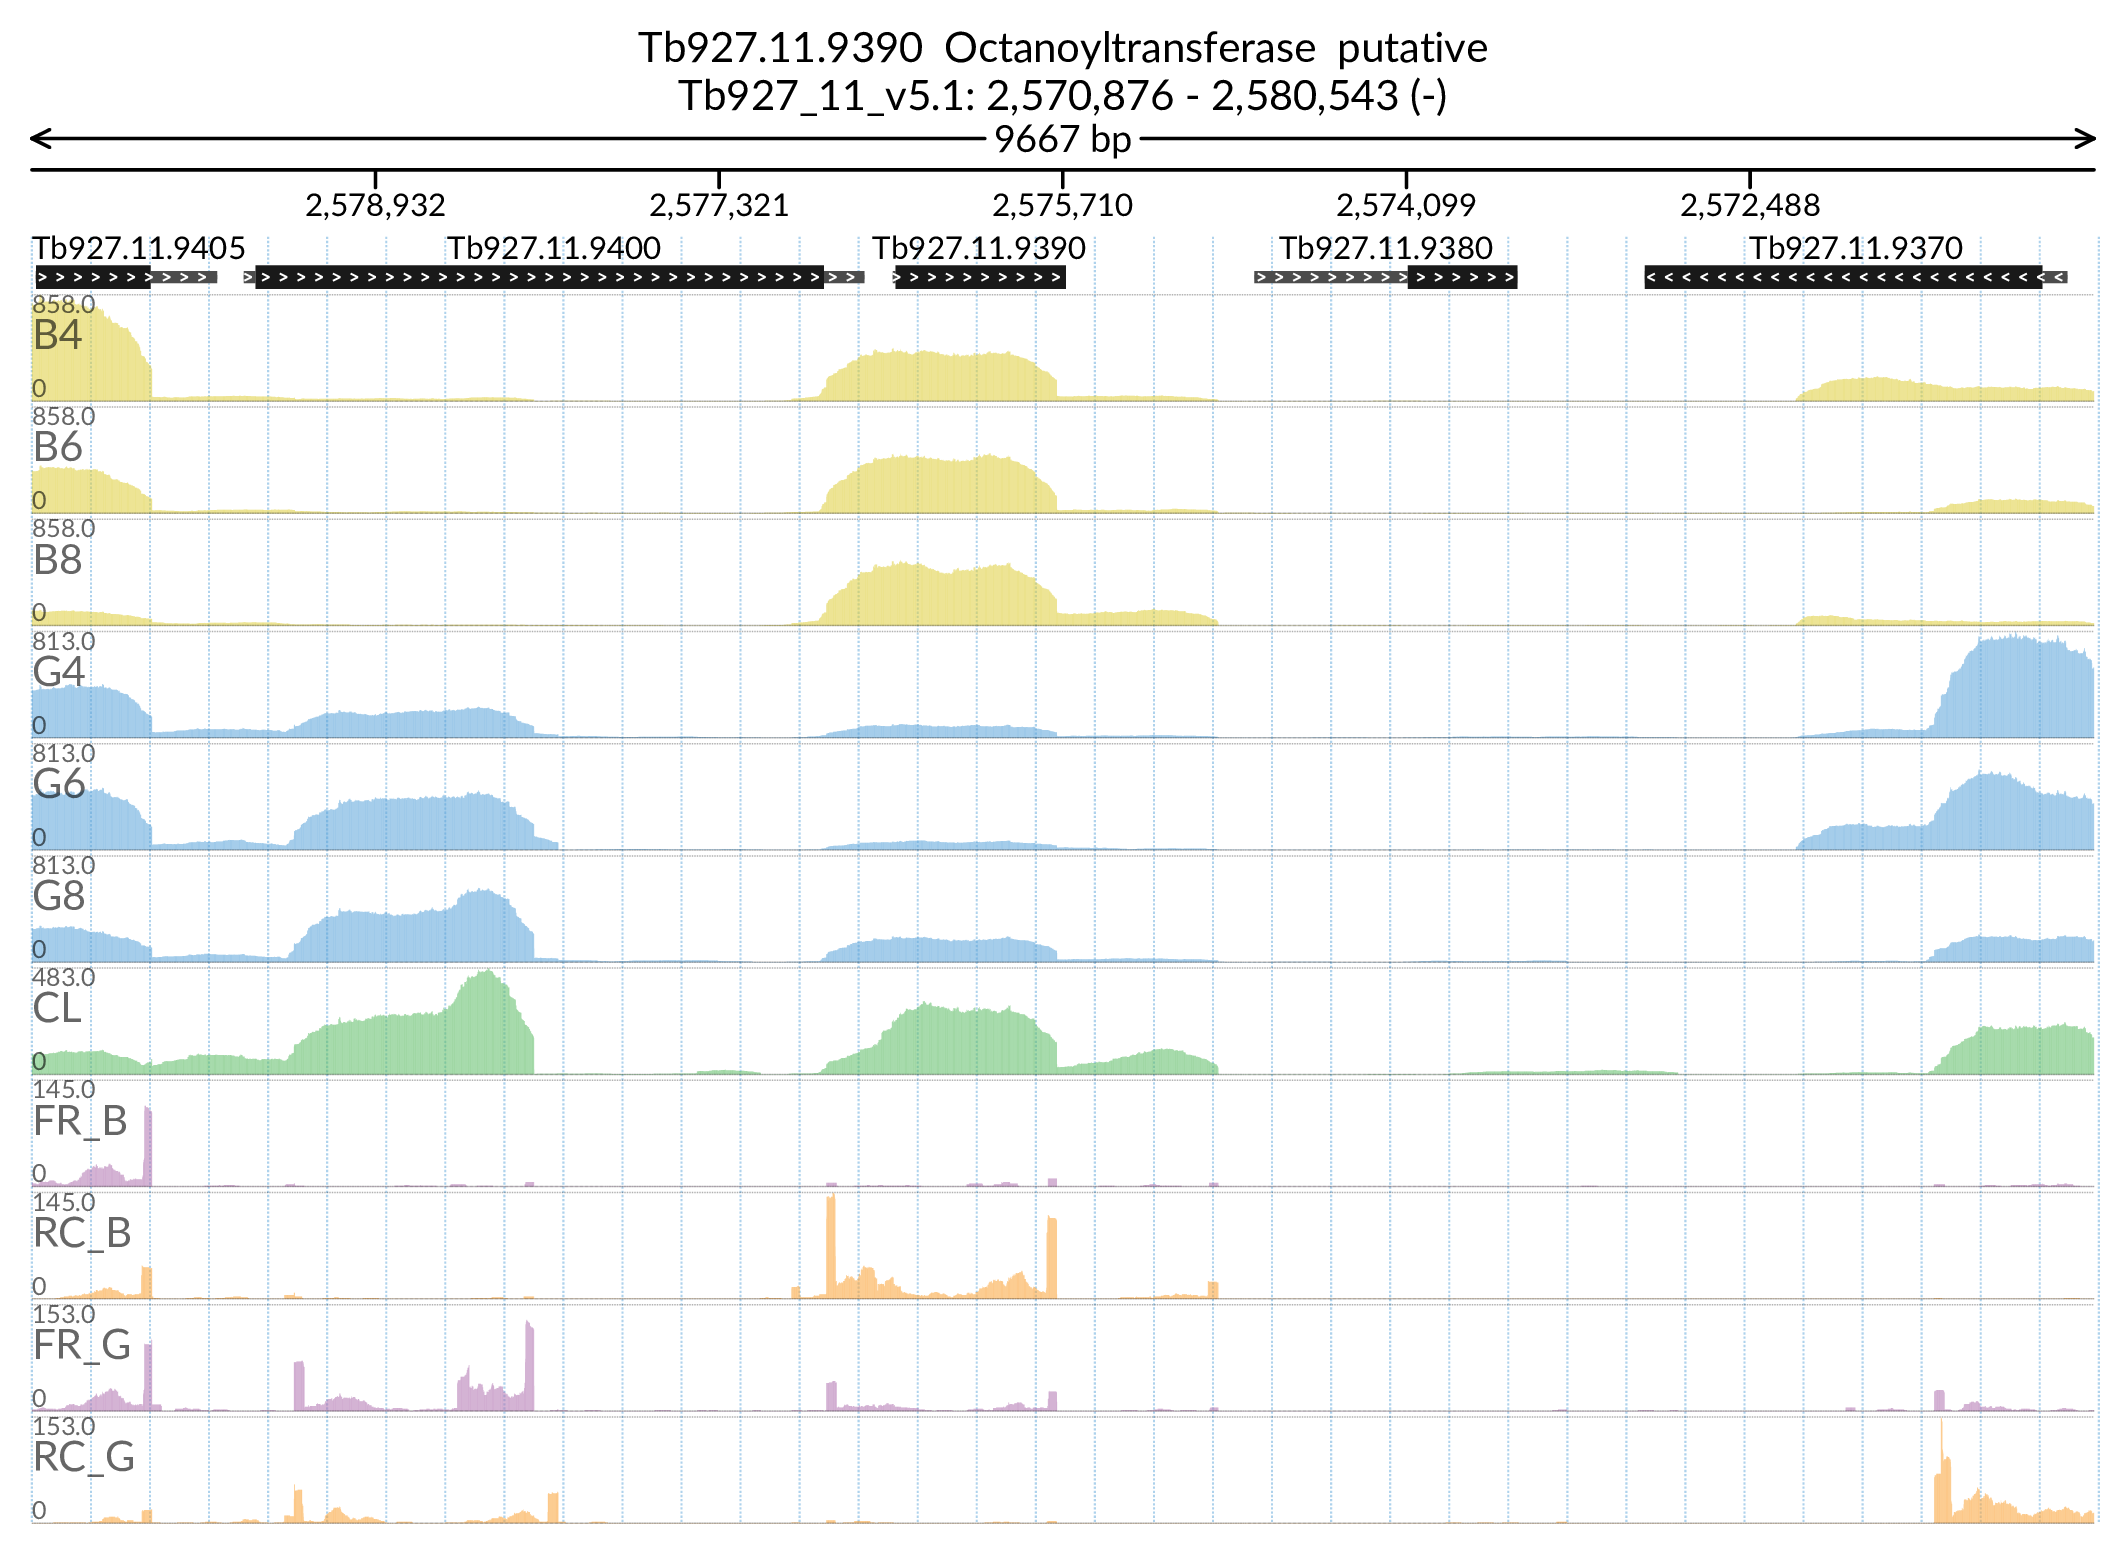 Tb927.11.9390 Octanoyltransferase putative
Tb927_11_v5.1: 2,570,876 - 2,580,543 (-)
9667 bp
2,578,932 2,577,321 2,575,710 2,574,099 2,572,488
Tb927.11.9405 Tb927.11.9400 Tb927.11.9390 Tb927.11.9380 Tb927.11.9370
858.0
B4
0
858.0
B6
0
858.0
B8
0
813.0
G4
0
813.0
G6
0
813.0
G8
0
483.0
CL
0
145.0
FR_B
0
145.0
RC_B
0
153.0
FR_G
0
153.0
RC_G
0